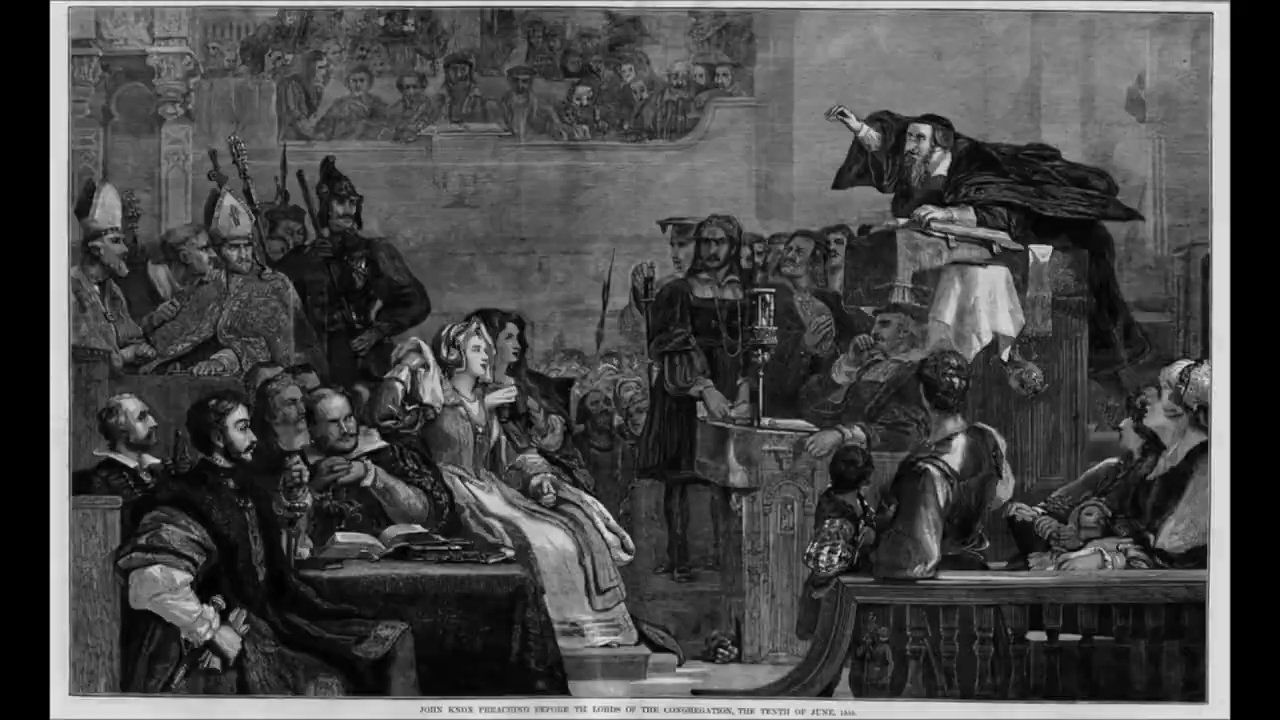 JOHN KNOX PREACHING BEFORE THE LORDS OF THE CONGREGATION, THE TENTH OF JUNE,